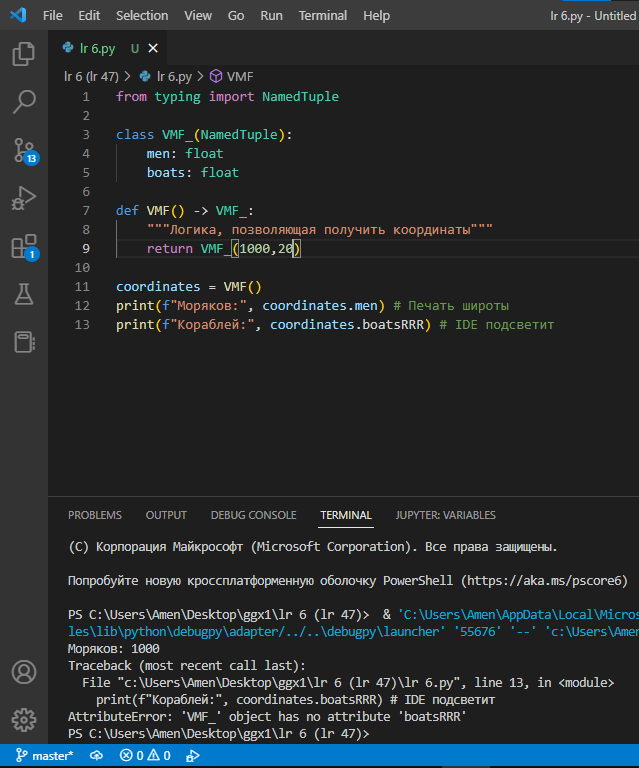 File Edit Selection View Go Run Terminal Help lr 6.py - Untitled
lr 6.py U
lr 6 (lr 47) > lr 6.py > VMF
1 from typing import NamedTuple
2
3 class VMF_(NamedTuple):
4 men: float
5 boats: float
6
7 def VMF() -> VMF_:
8 """Логика, позволяющая получить координаты"""
9 return VMF_(1000,20)
10
11 coordinates = VMF()
12 print(f"Моряков:", coordinates.men) # Печать широты
13 print(f"Кораблей:", coordinates.boatsRRR) # IDE подсветит
13
1
PROBLEMS OUTPUT DEBUG CONSOLE TERMINAL JUPYTER: VARIABLES
(C) Корпорация Майкрософт (Microsoft Corporation). Все права защищены.
Попробуйте новую кроссплатформенную оболочку PowerShell (https://aka.ms/pscore6)
PS C:\Users\Amen\Desktop\ggx1\lr 6 (lr 47)> & 'C:\Users\Amen\AppData\Local\Micros
les\lib\python\debugpy\adapter/../..\debugpy\launcher' '55676' '--' 'c:\Users\Amen
Моряков: 1000
Traceback (most recent call last):
File "c:\Users\Amen\Desktop\ggx1\lr 6 (lr 47)\lr 6.py", line 13, in <module>
print(f"Кораблей:", coordinates.boatsRRR) # IDE подсветит
AttributeError: 'VMF_' object has no attribute 'boatsRRR'
PS C:\Users\Amen\Desktop\ggx1\lr 6 (lr 47)>
master* 0 0